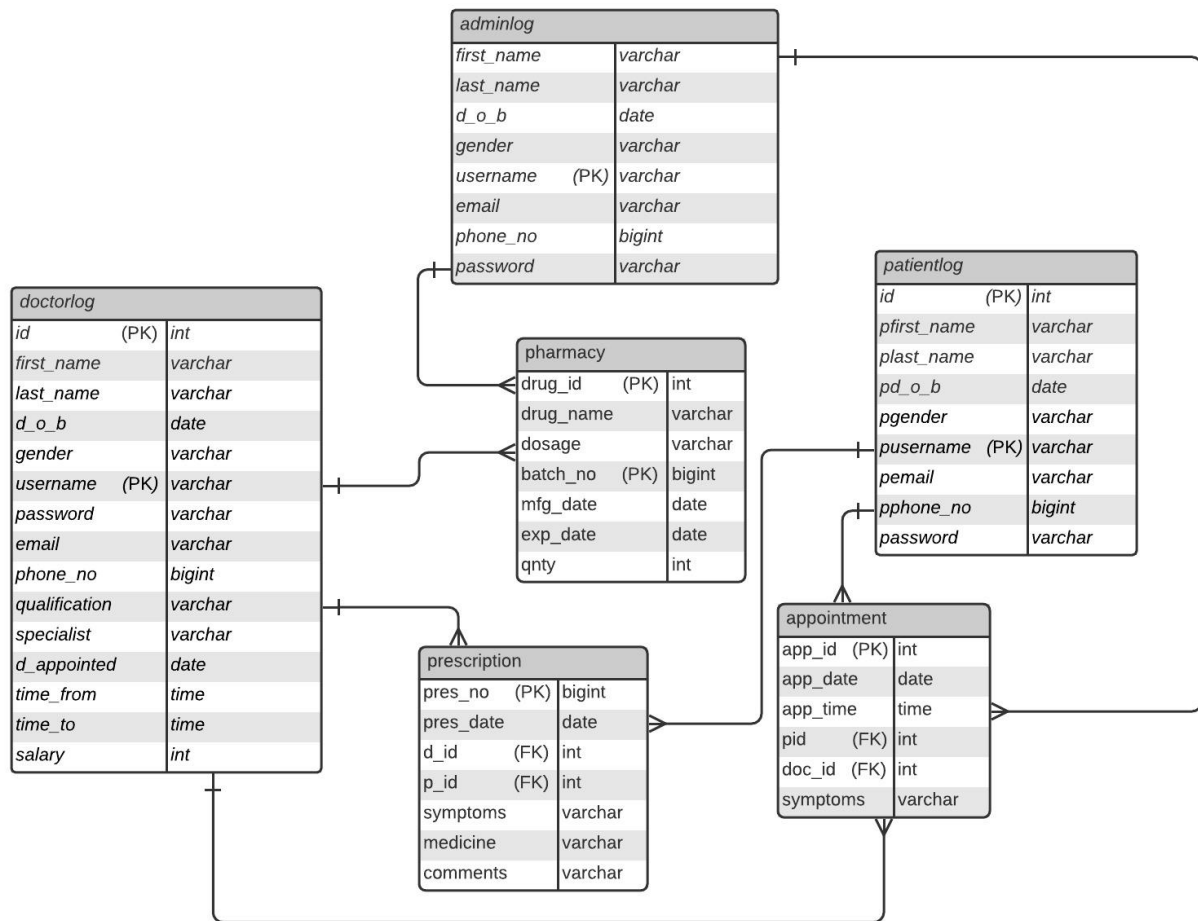 adminlog
first_name varchar
last_name varchar
d_o_b date
gender varchar
username (PK) varchar
email varchar
phone_no bigint
password varchar
doctorlog
id (PK) int
first_name varchar
last_name varchar
d_o_b date
gender varchar
username (PK) varchar
password varchar
email varchar
phone_no bigint
qualification varchar
specialist varchar
d_appointed date
time_from time
time_to time
salary int
pharmacy
drug_id (PK) int
drug_name varchar
dosage varchar
batch_no (PK) bigint
mfg_date date
exp_date date
qnty int
patientlog
id (PK) int
pfirst_name varchar
plast_name varchar
pd_o_b date
pgender varchar
pusername (PK) varchar
pemail varchar
pphone_no bigint
password varchar
prescription
pres_no (PK) bigint
pres_date date
d_id (FK) int
p_id (FK) int
symptoms varchar
medicine varchar
comments varchar
appointment
app_id (PK) int
app_date date
app_time time
pid (FK) int
doc_id (FK) int
symptoms varchar